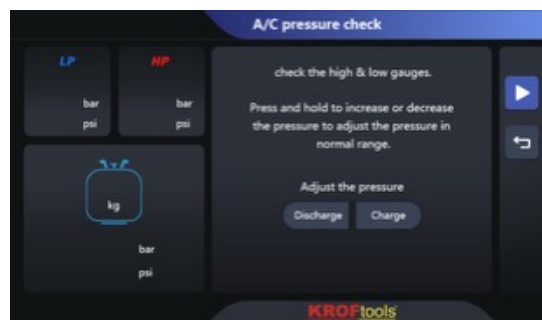 A/C pressure check
LP
HP
bar
bar
psi
psi
check the high & low gauges.
Press and hold to increase or decrease
the pressure to adjust the pressure in
normal range.
Adjust the pressure
Discharge
Charge
kg
bar
psi
KROFtools